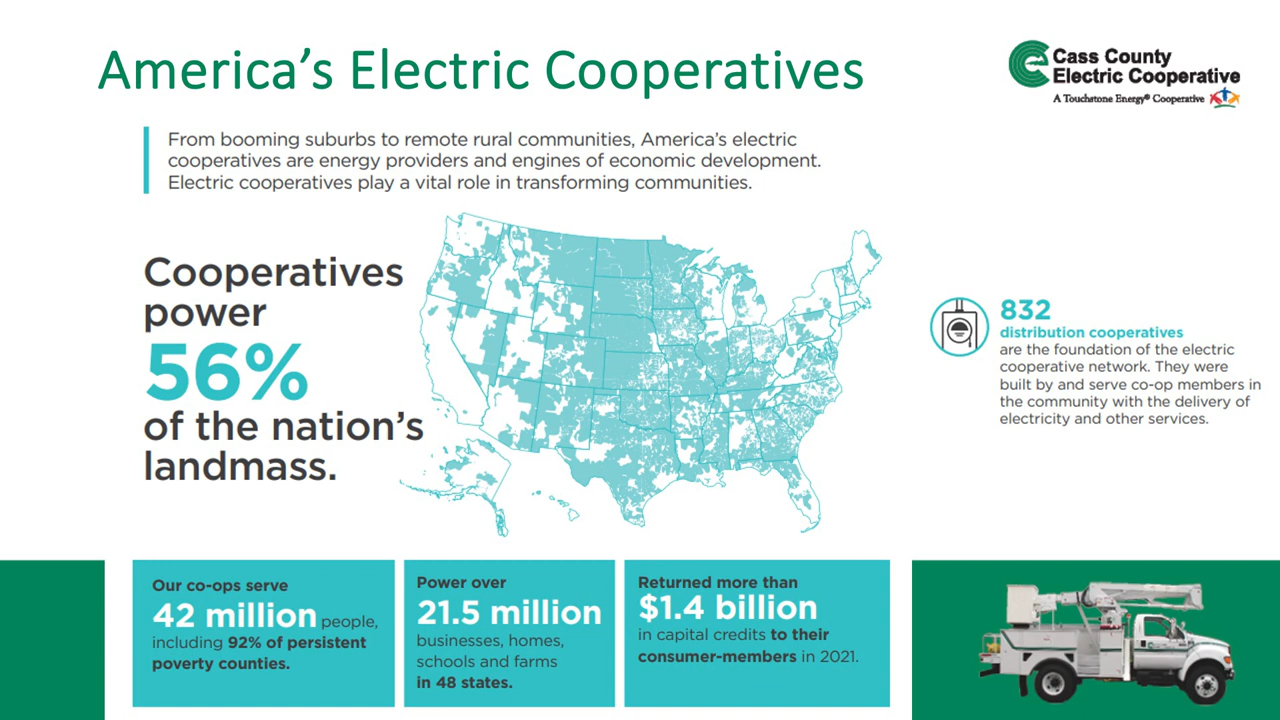 America's Electric Cooperatives
Cass County
Electric Cooperative
A Touchstone Energy® Cooperative
From booming suburbs to remote rural communities, America's electric
cooperatives are energy providers and engines of economic development.
Electric cooperatives play a vital role in transforming communities.
Cooperatives
power
56%
of the nation's
landmass.
832
distribution cooperatives
are the foundation of the electric
cooperative network. They were
built by and serve co-op members in
the community with the delivery of
electricity and other services.
Our co-ops serve
42 million people,
including 92% of persistent
poverty counties.
Power over
21.5 million
businesses, homes,
schools and farms
in 48 states.
Returned more than
$1.4 billion
in capital credits to their
consumer-members in 2021.